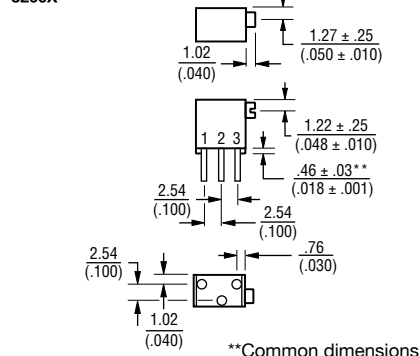 1.27 ± .25
(.050 ± .010)
1.02
(.040)
1.22 ± .25
(.048 ± .010)
1 2 3
.46 ± .03**
(.018 ± .001)
2.54
(.100)
2.54
(.100)
.76
(.030)
2.54
(.100)
1.02
(.040)
**Common dimensions